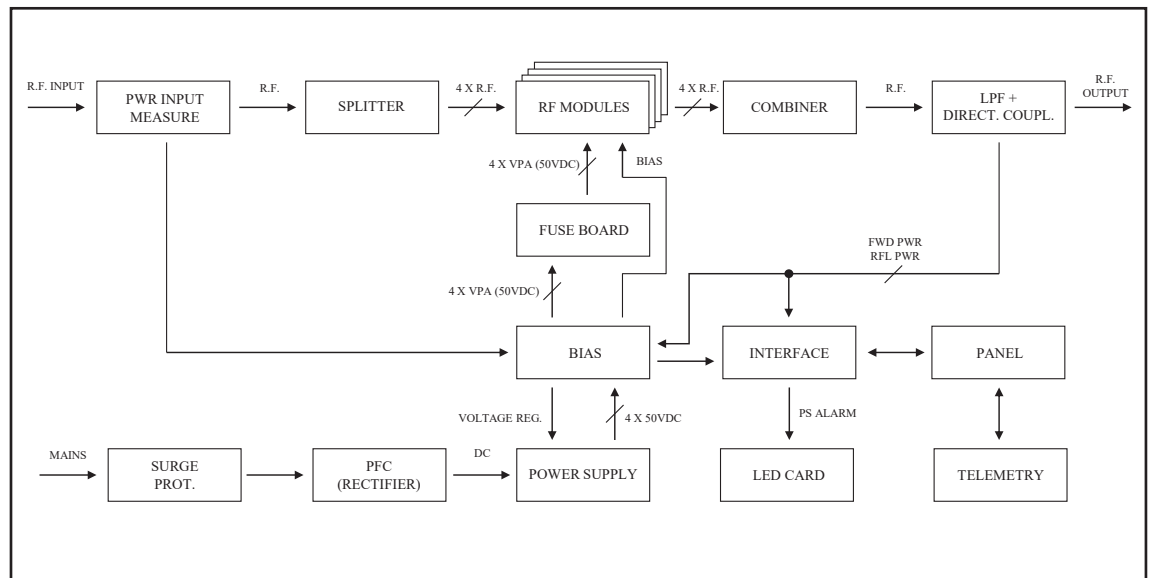 R.F. INPUT
PWR INPUT
MEASURE
R.F.
SPLITTER
4 X R.F.
RF MODULES
4 X R.F.
COMBINER
R.F.
LPF +
DIRECT. COUPL.
R.F.
OUTPUT
4 X VPA (50VDC)
BIAS
FUSE BOARD
FWD PWR
RFL PWR
4 X VPA (50VDC)
BIAS
INTERFACE
PANEL
VOLTAGE REG.
4 X 50VDC
PS ALARM
MAINS
SURGE
PROT.
PFC
(RECTIFIER)
DC
POWER SUPPLY
LED CARD
TELEMETRY